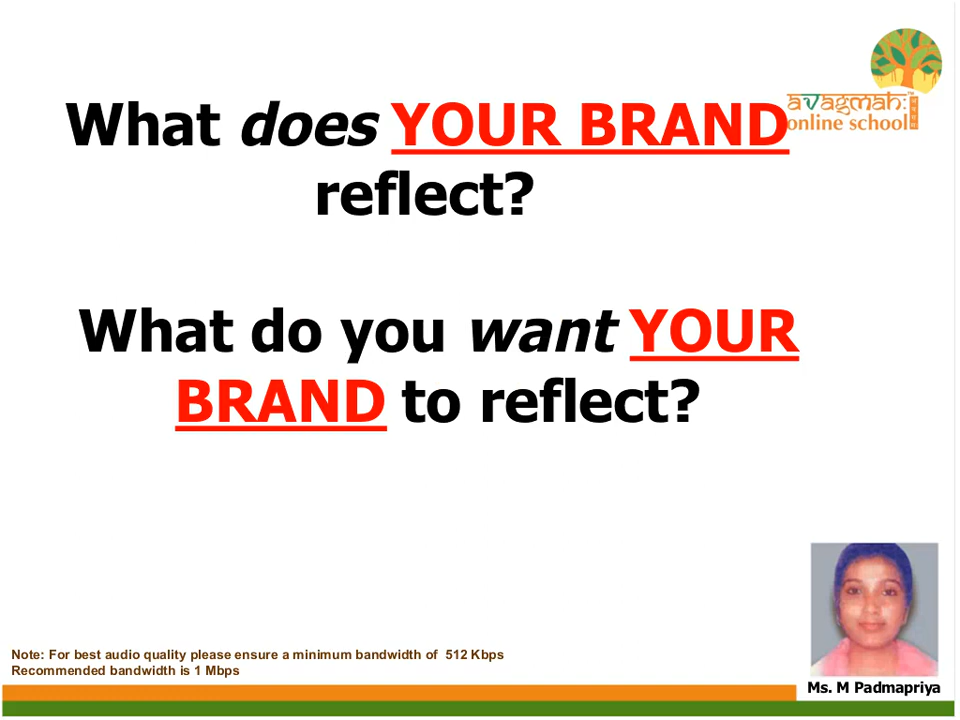 What does YOUR BRAND
reflect?
avagmah
online school
What do you want YOUR
BRAND to reflect?
Note: For best audio quality please ensure a minimum bandwidth of 512 Kbps
Recommended bandwidth is 1 Mbps
Ms. M Padmapriya